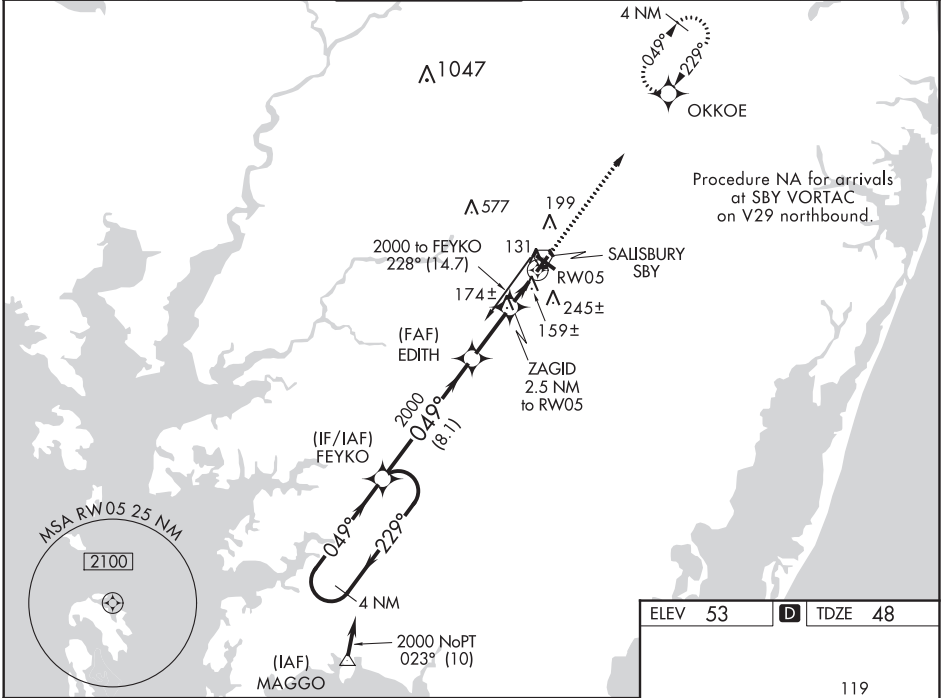 4 NM
049°
229°
OKKOE
1047
Procedure NA for arrivals
at SBY VORTAC
on V29 northbound.
577
199
2000 to FEYKO
228° (14.7)
131
SALISBURY
SBY
RW05
174±
245±
159±
(FAF)
EDITH
ZAGID
2.5 NM
to RW05
2000
049°
(8.1)
(IF/IAF)
FEYKO
049°
229°
4 NM
MSA RW05 25 NM
2100
2000 NoPT
023° (10)
(IAF)
MAGGO
ELEV 53 D TDZE 48
119